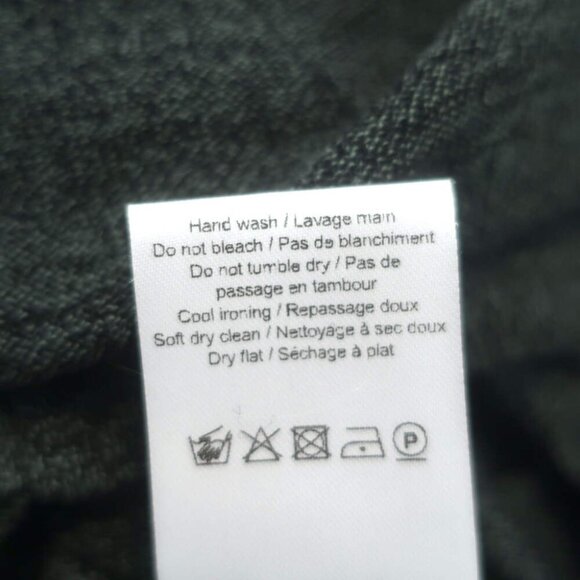 Hand wash / Lavage main
Do not bleach / Pas de blanchiment
Do not tumble dry / Pas de
passage en tambour
Cool ironing / Repassage doux
Soft dry clean / Nettoyage à sec doux
Dry flat / Séchage à plat
P